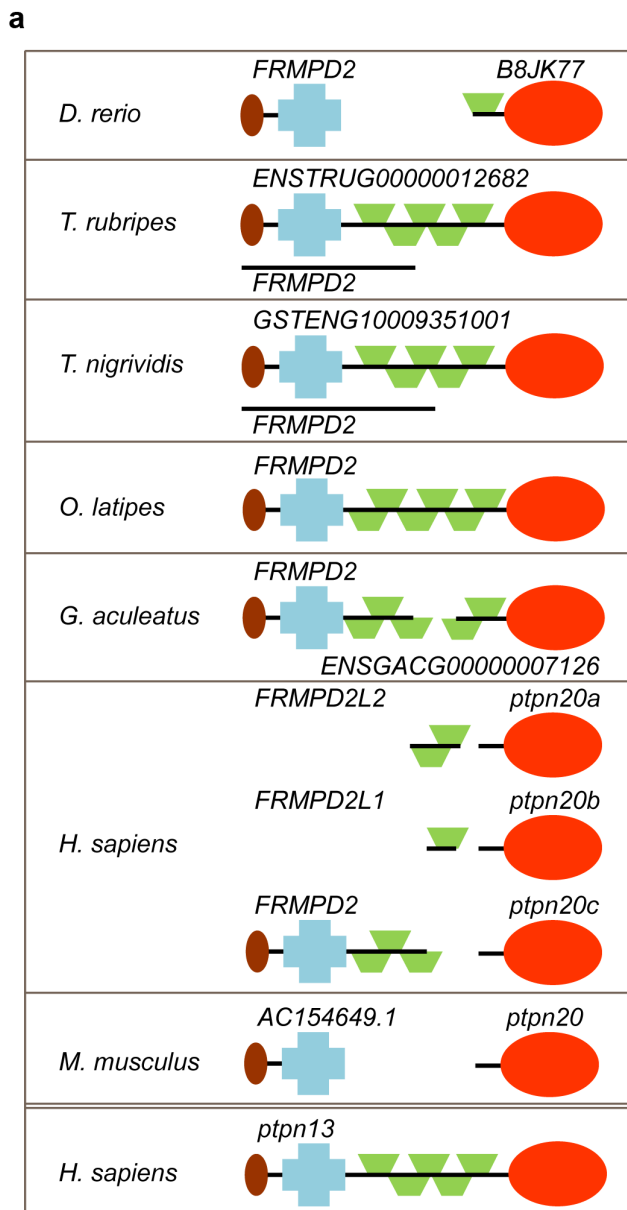 a
FRMPD2 B8JK77
D. rerio
ENSTRUG00000012682
T. rubripes
FRMPD2
GSTENG10009351001
T. nigrividis
FRMPD2
FRMPD2
O. latipes
FRMPD2
G. aculeatus
ENSGACG00000007126
FRMPD2L2 ptpn20a
FRMPD2L1 ptpn20b
H. sapiens
FRMPD2 ptpn20c
AC154649.1 ptpn20
M. musculus
ptpn13
H. sapiens